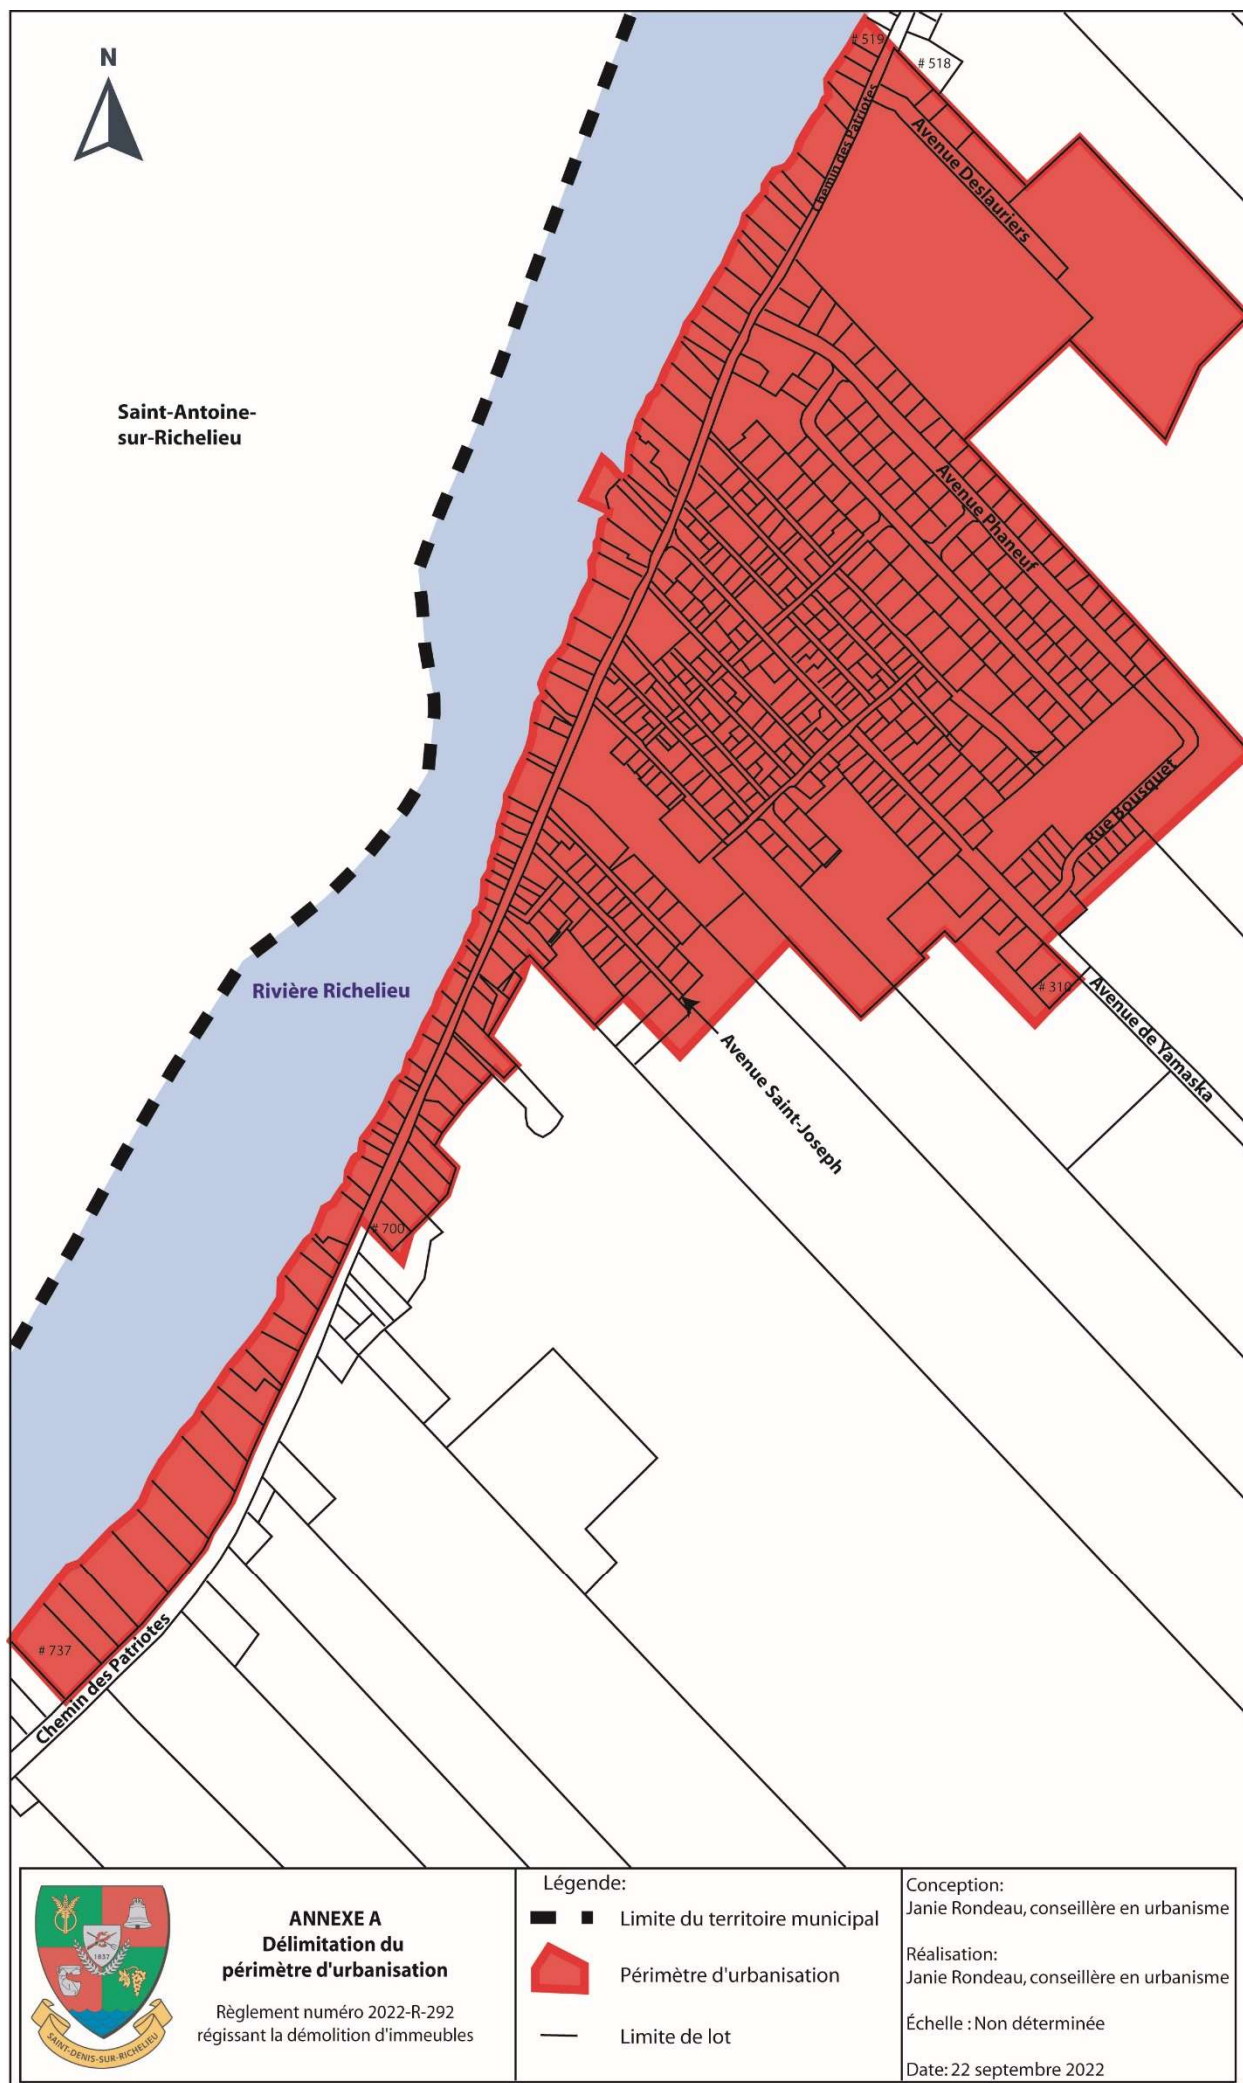 N
# 519
# 518
Chemin des Patriotes
Avenue Deslauriers
Saint-Antoine-
sur-Richelieu
Avenue Phaneuf
Rue Bousquet
Rivière Richelieu
# 310
Avenue de Yamaska
Avenue Saint-Joseph
# 700
# 737
Chemin des Patriotes
1837
SAINT-DENIS-SUR-RICHELIEU
ANNEXE A
Délimitation du
périmètre d'urbanisation
Règlement numéro 2022-R-292
régissant la démolition d'immeubles
Légende:
Limite du territoire municipal
Périmètre d'urbanisation
Limite de lot
Conception:
Janie Rondeau, conseillère en urbanisme
Réalisation:
Janie Rondeau, conseillère en urbanisme
Échelle : Non déterminée
Date: 22 septembre 2022